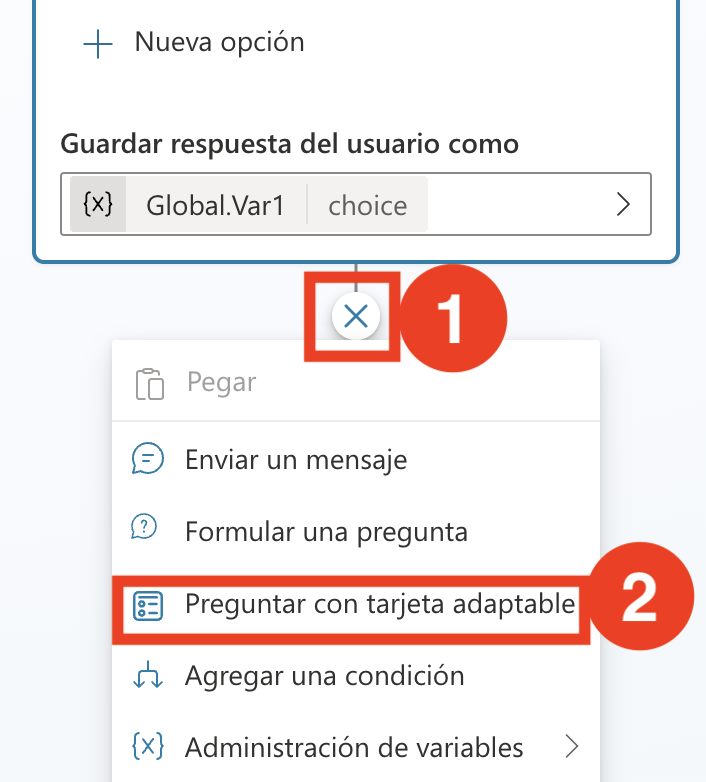 Nueva opción
Guardar respuesta del usuario como
{x} Global.Var1 choice
1
Pegar
Enviar un mensaje
Formular una pregunta
Preguntar con tarjeta adaptable
2
Agregar una condición
{x} Administración de variables